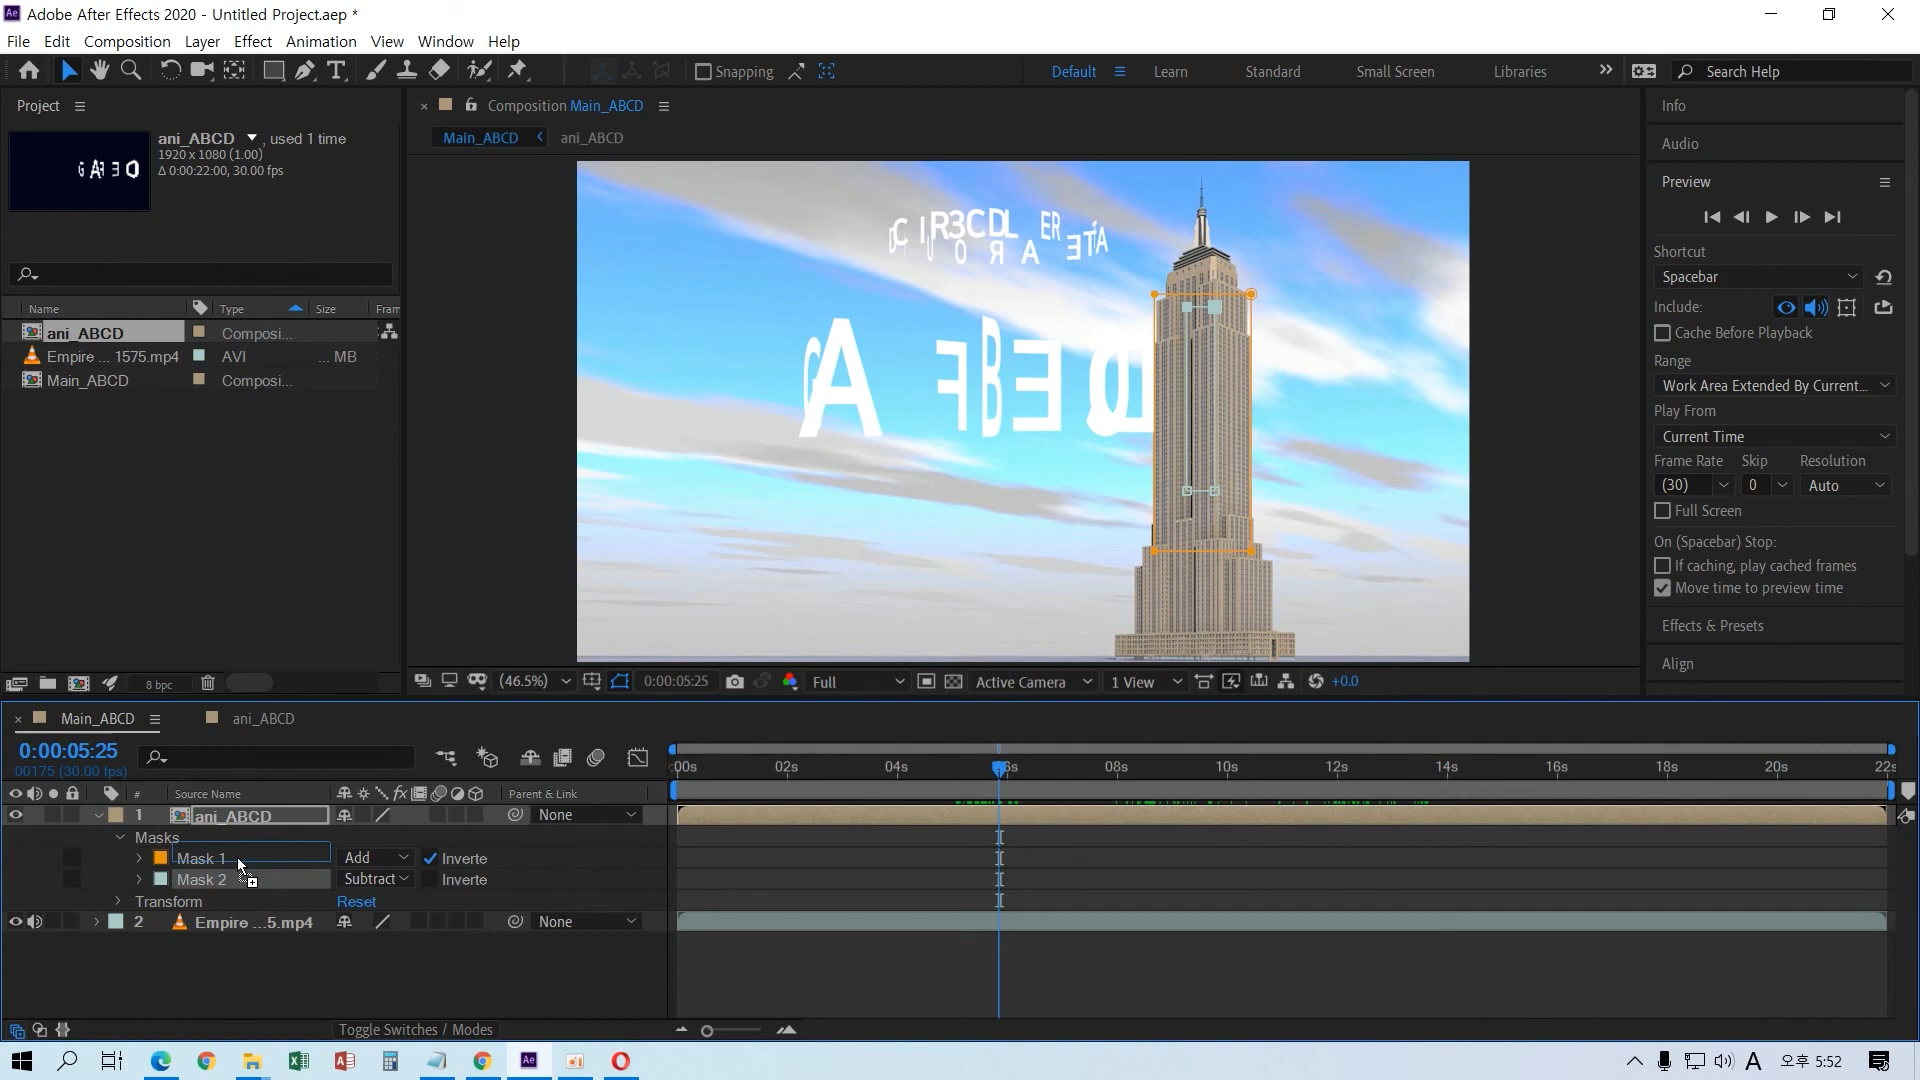 Adobe After Effects 2020 - Untitled Project.aep *
File Edit Composition Layer Effect Animation View Window Help
Snapping
Default Learn Standard Small Screen Libraries
Search Help
Project
ani_ABCD , used 1 time
1920 x 1080 (1.00)
Δ 0:00:22:00, 30.00 fps
Name Type Size Fram
ani_ABCD Composi...
Empire ... 1575.mp4 AVI ... MB
Main_ABCD Composi...
8 bpc
Composition Main_ABCD
Main_ABCD ani_ABCD
(46.5%) 0:00:05:25 Full Active Camera 1 View +0.0
Info
Audio
Preview
Shortcut
Spacebar
Include:
Cache Before Playback
Range
Work Area Extended By Current...
Play From
Current Time
Frame Rate Skip Resolution
(30) 0 Auto
Full Screen
On (Spacebar) Stop:
If caching, play cached frames
Move time to preview time
Effects & Presets
Align
Main_ABCD ani_ABCD
0:00:05:25
00175 (30.00 fps)
:00s 02s 04s 6s 08s 10s 12s 14s 16s 18s 20s 22s
# Source Name Parent & Link
1 ani_ABCD None
Masks
Mask 1 Add Inverte
Mask 2 Subtract Inverte
Transform Reset
2 Empire ...5.mp4 None
Toggle Switches / Modes
A 오후 5:52